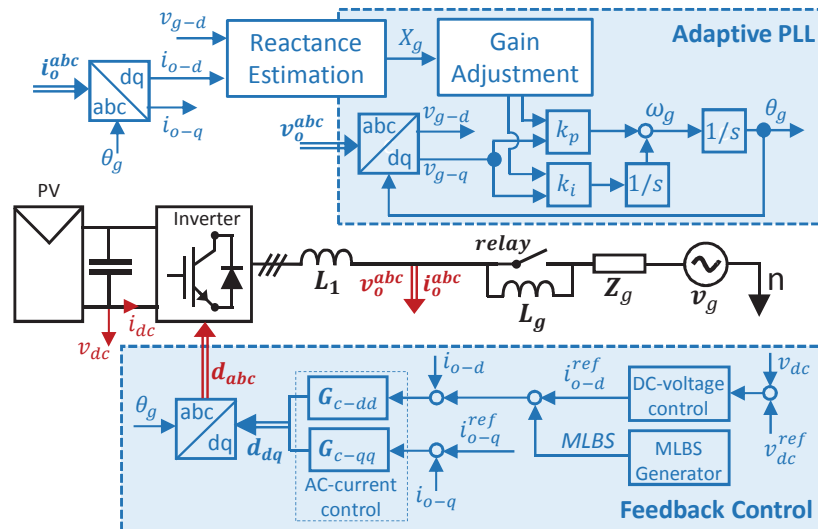 v_{g-d}
Reactance
Estimation
X_g
Gain
Adjustment
Adaptive PLL
i_o^{abc}
dq
abc
i_{o-d}
i_{o-q}
θ_g
v_o^{abc}
abc
dq
v_{g-d}
v_{g-q}
k_p
k_i
1/s
ω_g
1/s
θ_g
PV
Inverter
L_1
v_o^{abc}
i_o^{abc}
relay
L_g
Z_g
v_g
n
i_{dc}
v_{dc}
d_{abc}
θ_g
abc
dq
d_{dq}
G_{c-dd}
G_{c-qq}
AC-current
control
i_{o-d}
i_{o-d}^{ref}
i_{o-q}^{ref}
i_{o-q}
MLBS
DC-voltage
control
MLBS
Generator
v_{dc}
v_{dc}^{ref}
Feedback Control